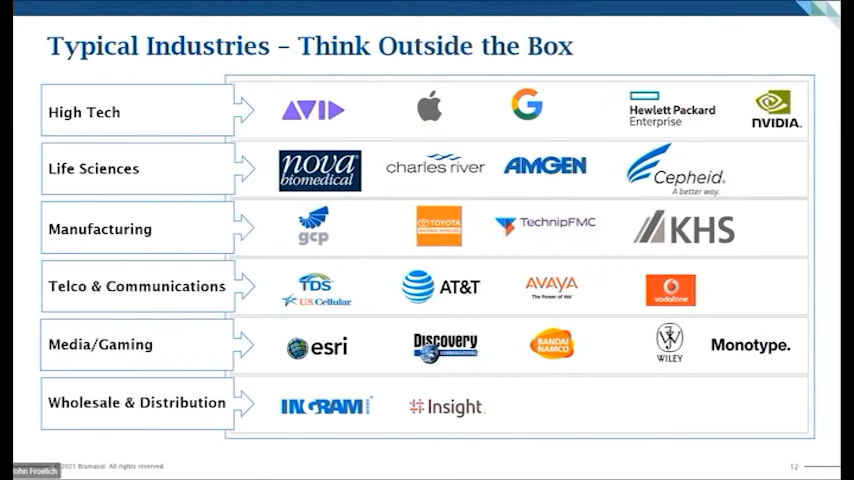 Typical Industries – Think Outside the Box
High Tech
AVID
G
Hewlett Packard
Enterprise
NVIDIA.
Life Sciences
nova
biomedical
charles river
AMGEN
Cepheid
A better way.
Manufacturing
gcp
TOYOTA
TechnipFMC
KHS
Telco & Communications
TDS
U.S. Cellular
AT&T
AVAYA
The Power of We
vodafone
Media/Gaming
esri
Discovery
COMMUNICATIONS
BANDAI
NAMCO
WILEY
Monotype.
Wholesale & Distribution
INGRAM
Insight
2021 Bramasol. All rights reserved.
12
John Froelich